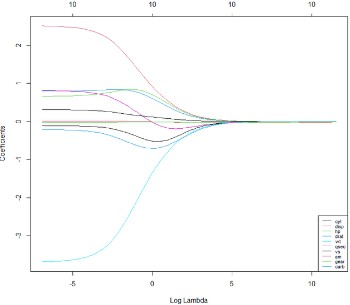 10 10 10 10
2
1
0
-1
-2
-3
Coefficients
-5 0 5 10
Log Lambda
cyl
disp
hp
drat
wt
qsec
vs
am
gear
carb